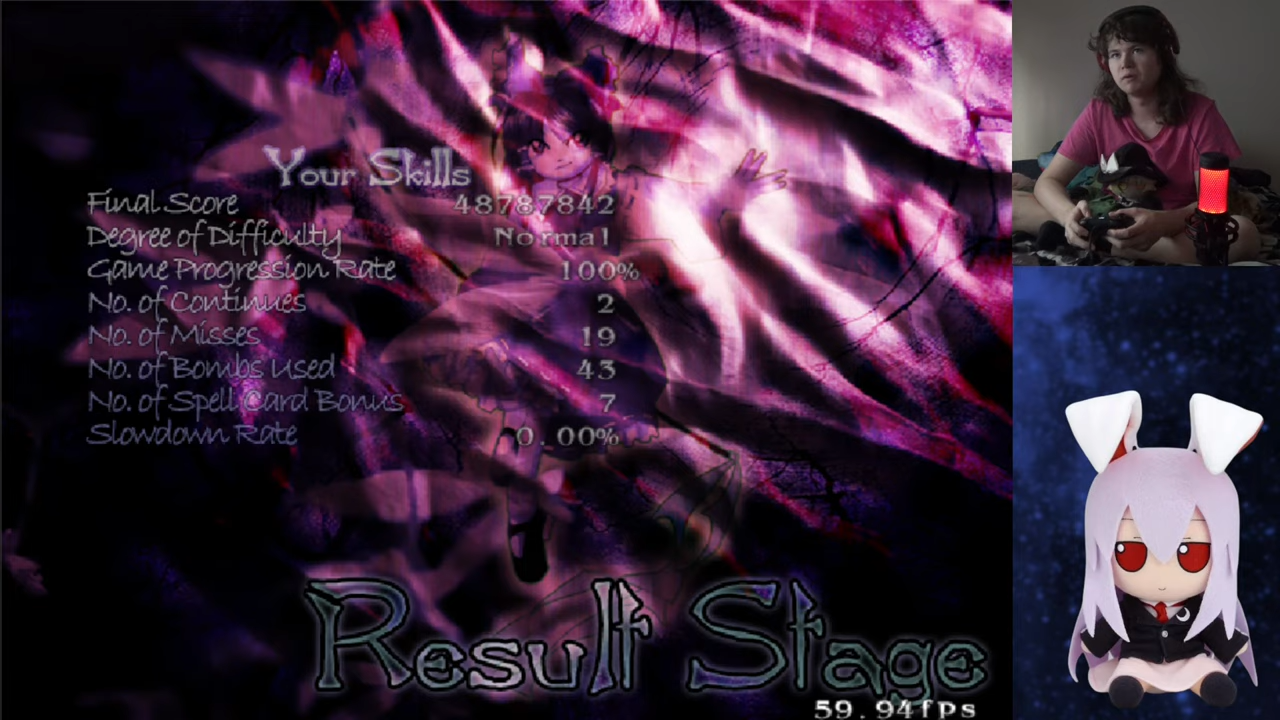 Your Skills
Final Score 48787842
Degree of Difficulty Normal
Game Progression Rate 100%
No. of Continues 2
No. of Misses 19
No. of Bombs Used 43
No. of Spell Card Bonus 7
Slowdown Rate 0.00%
Result Stage
59.94fps